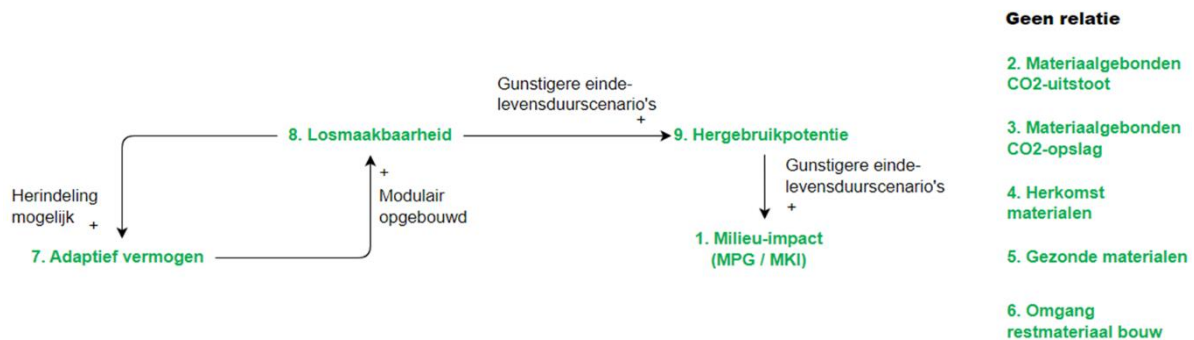 Gunstigere einde-
levensduurscenario's
+
8. Losmaakbaarheid
9. Hergebruikpotentie
Herindeling
mogelijk
+
+
Modulair
opgebouwd
Gunstigere einde-
levensduurscenario's
+
7. Adaptief vermogen
1. Milieu-impact
(MPG / MKI)
Geen relatie
2. Materiaalgebonden
CO2-uitstoot
3. Materiaalgebonden
CO2-opslag
4. Herkomst
materialen
5. Gezonde materialen
6. Omgang
restmateriaal bouw